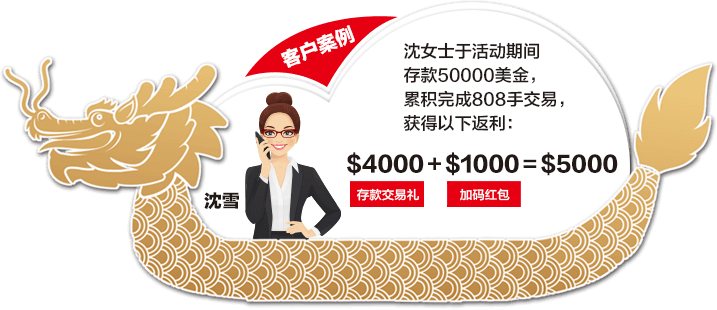 客户案例
沈女士于活动期间
存款50000美金，
累积完成808手交易，
获得以下返利：
$4000+$1000=$5000
存款交易礼 加码红包
沈雪